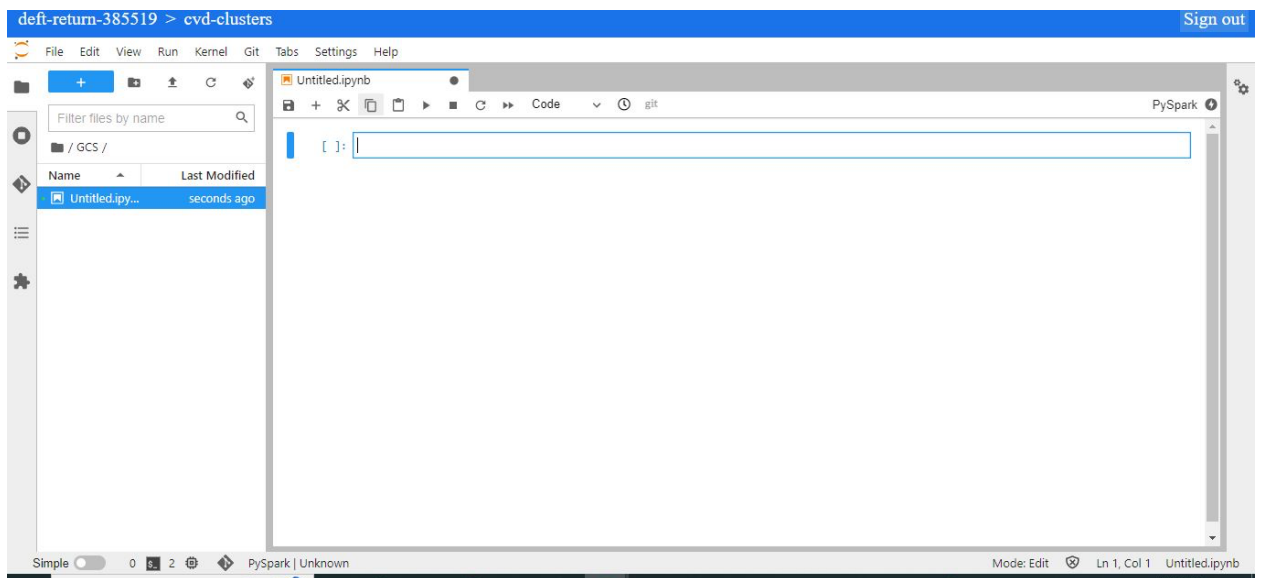 deft-return-385519 > cvd-clusters Sign out
File Edit View Run Kernel Git Tabs Settings Help
Untitled.ipynb
Code git PySpark
Filter files by name
/ GCS /
[ ]:
Name Last Modified
Untitled.ipy... seconds ago
Simple 0 2 PySpark | Unknown Mode: Edit Ln 1, Col 1 Untitled.ipynb